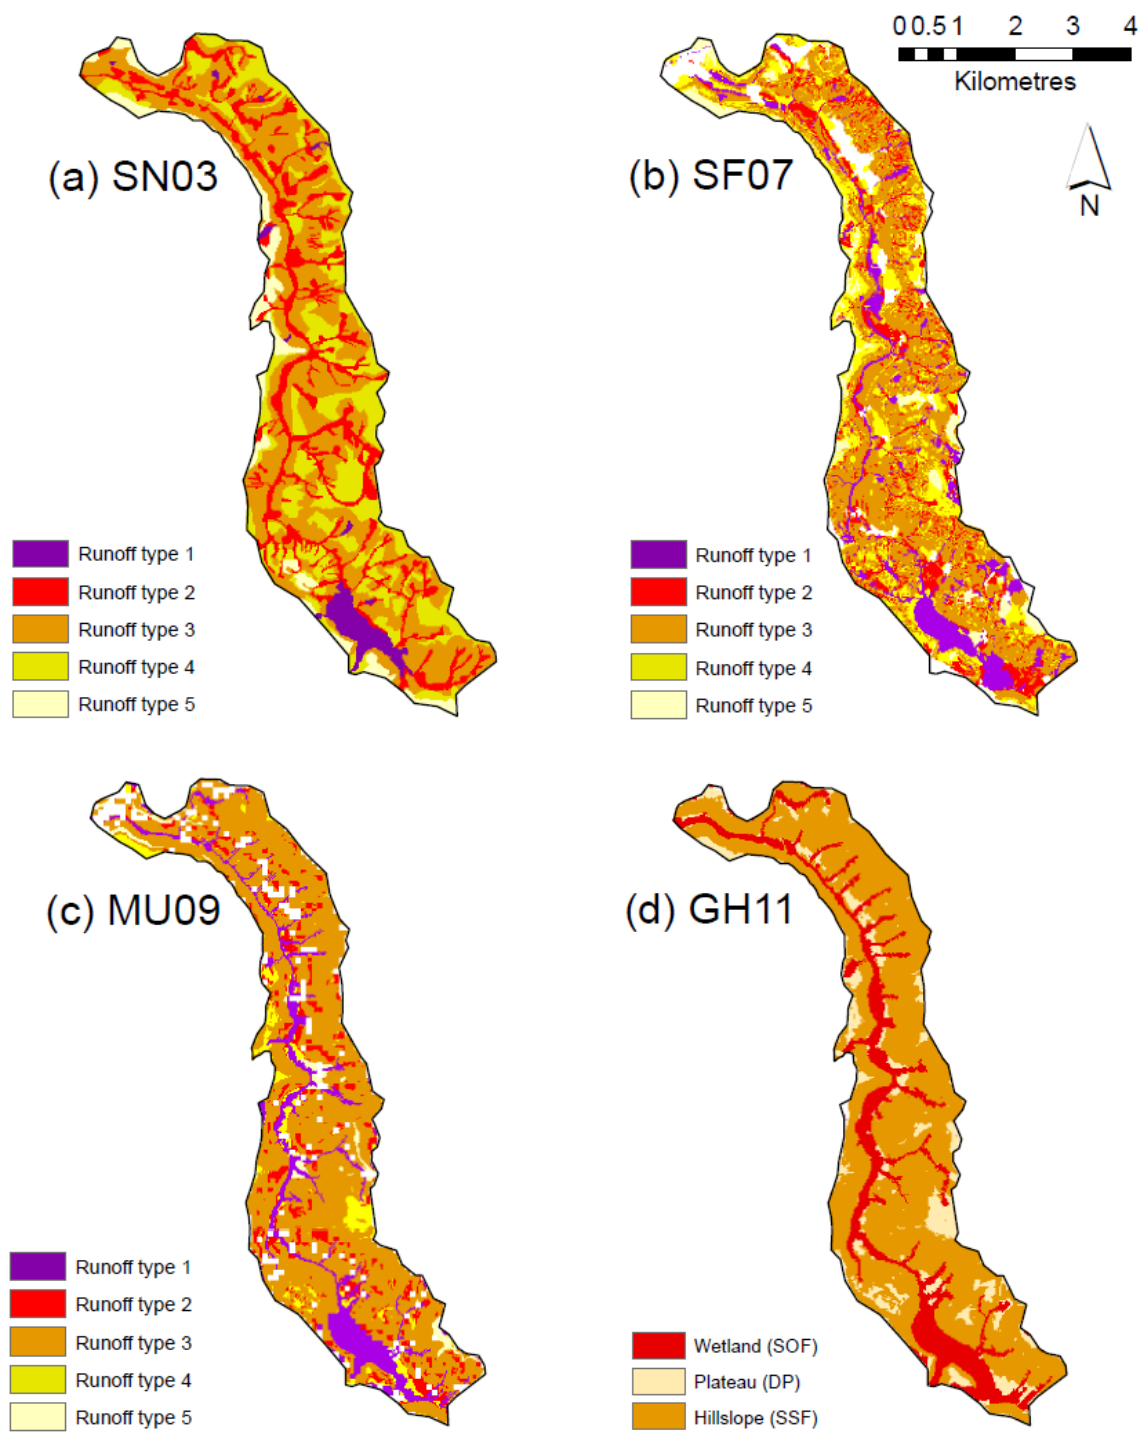 0 0.5 1 2 3 4
Kilometres
N
(a) SN03
(b) SF07
Runoff type 1
Runoff type 2
Runoff type 3
Runoff type 4
Runoff type 5
Runoff type 1
Runoff type 2
Runoff type 3
Runoff type 4
Runoff type 5
(c) MU09
(d) GH11
Runoff type 1
Runoff type 2
Runoff type 3
Runoff type 4
Runoff type 5
Wetland (SOF)
Plateau (DP)
Hillslope (SSF)